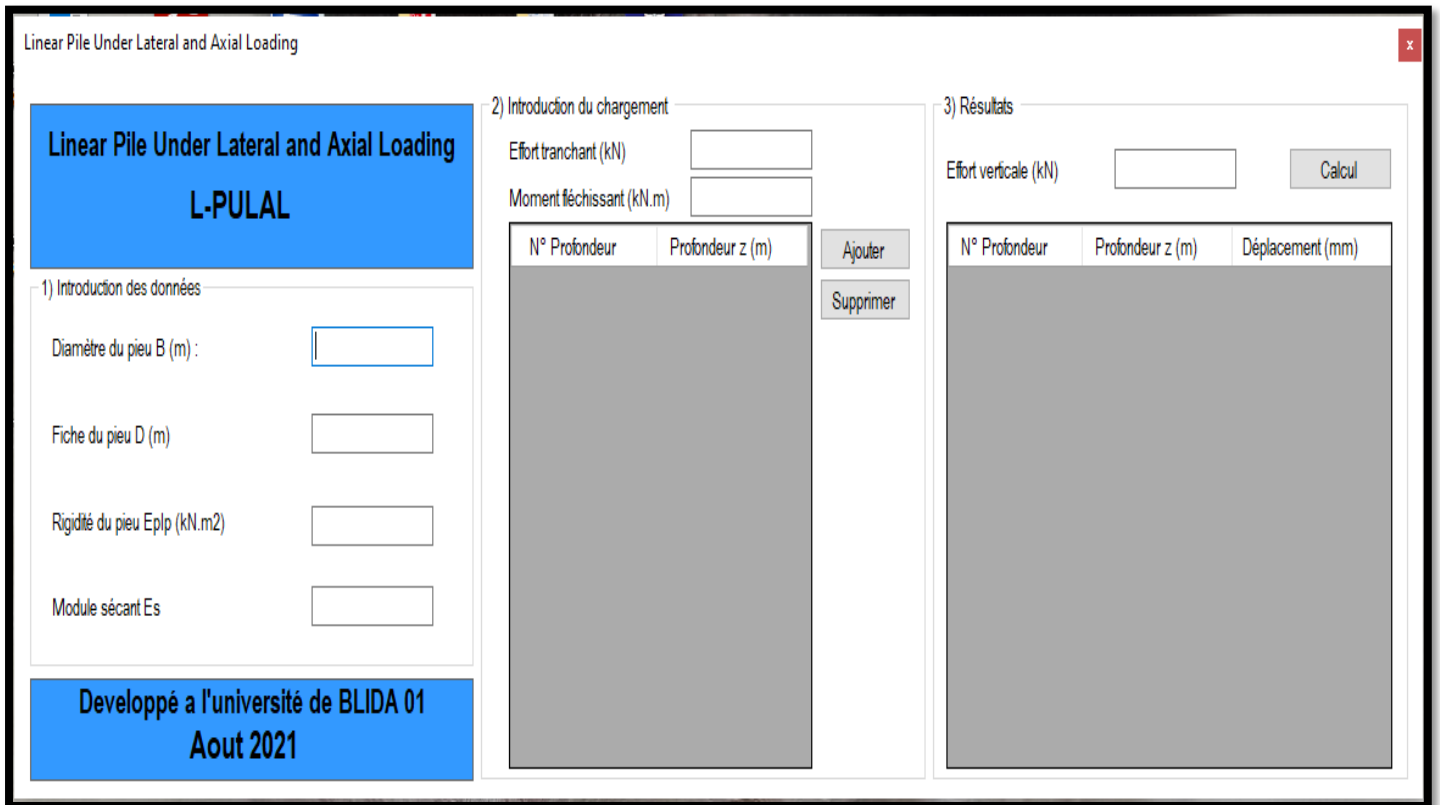 Linear Pile Under Lateral and Axial Loading
x
Linear Pile Under Lateral and Axial Loading
L-PULAL
1) Introduction des données
Diamètre du pieu B (m) :
Fiche du pieu D (m)
Rigidité du pieu EpIp (kN.m2)
Module sécant Es
Developpé a l'université de BLIDA 01
Aout 2021
2) Introduction du chargement
Effort tranchant (kN)
Moment fléchissant (kN.m)
N° Profondeur Profondeur z (m)
Ajouter
Supprimer
3) Résultats
Effort verticale (kN)
Calcul
N° Profondeur Profondeur z (m) Déplacement (mm)